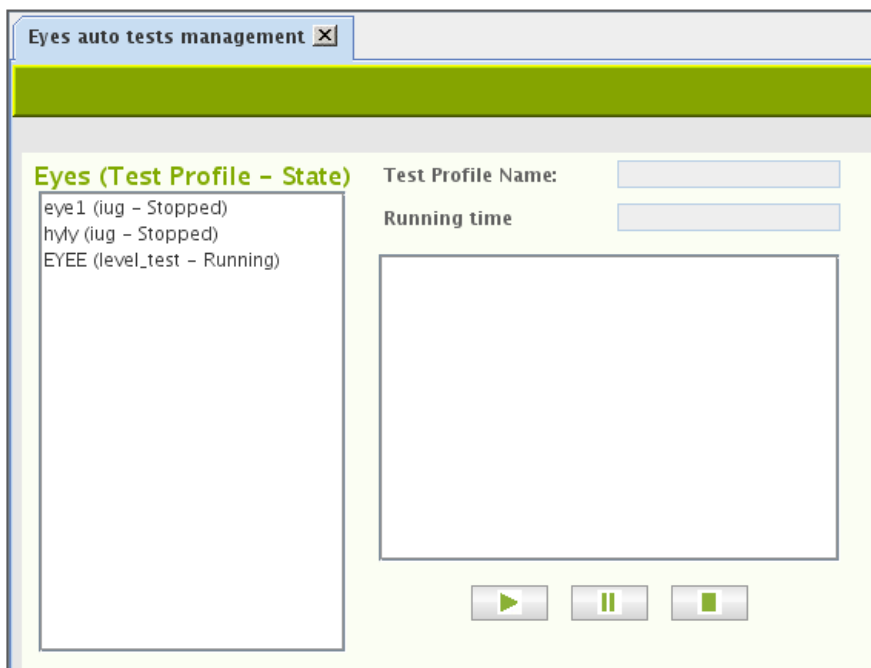 Eyes auto tests management
Eyes (Test Profile – State)
eye1 (iug – Stopped)
hyly (iug – Stopped)
EYEE (level_test – Running)
Test Profile Name:
Running time